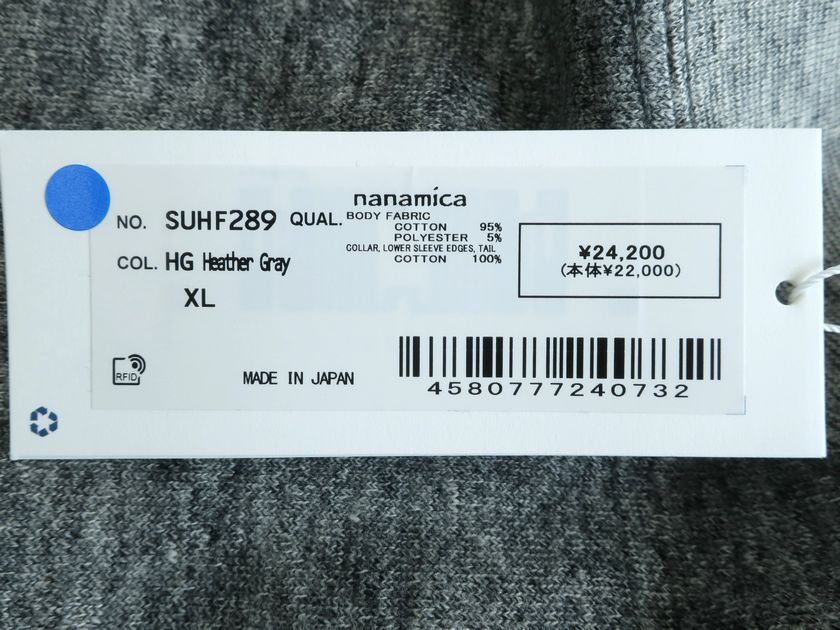 nanamica
NO. SUHF289 QUAL. BODY FABRIC
COTTON 95%
POLYESTER 5%
COLLAR, LOWER SLEEVE EDGES, TAIL
COTTON 100%
COL. HG Heather Gray
XL
¥24,200
(本体¥22,000)
RFID
MADE IN JAPAN
4580777240732